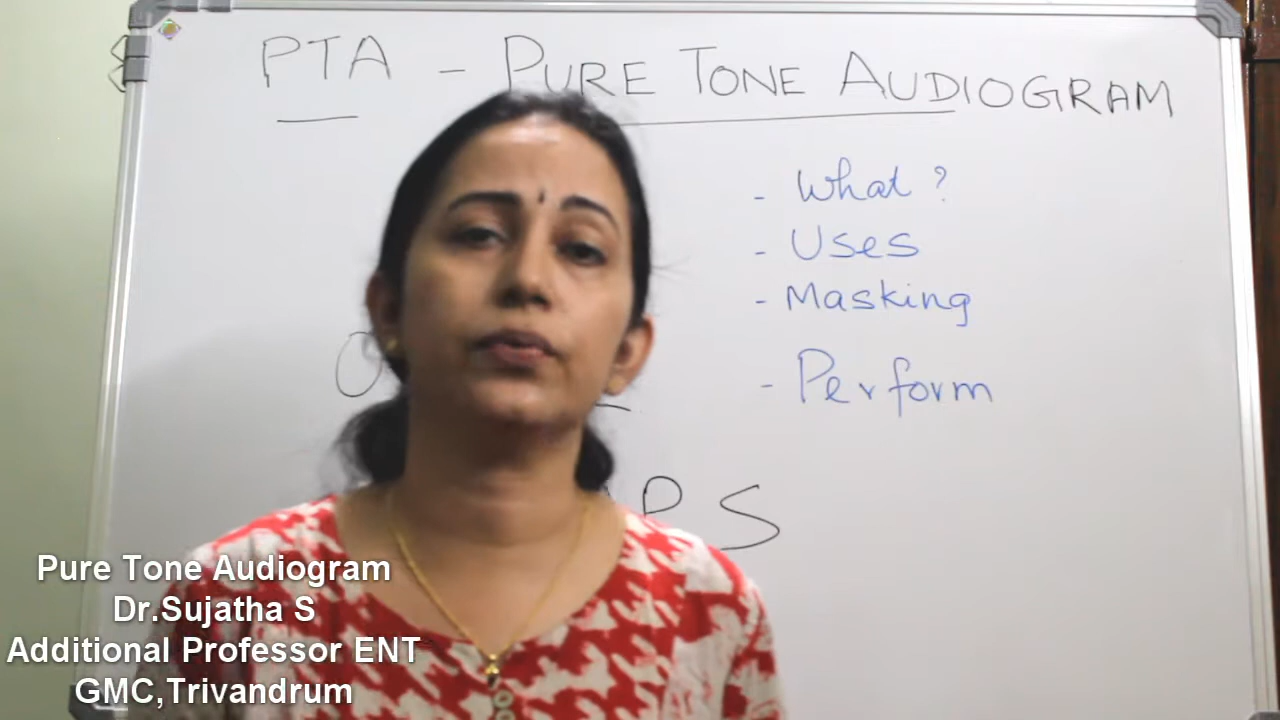 PTA - PURE TONE AUDIOGRAM
- What ?
- Uses
- Masking
- Perform
Pure Tone Audiogram
Dr.Sujatha S
Additional Professor ENT
GMC,Trivandrum